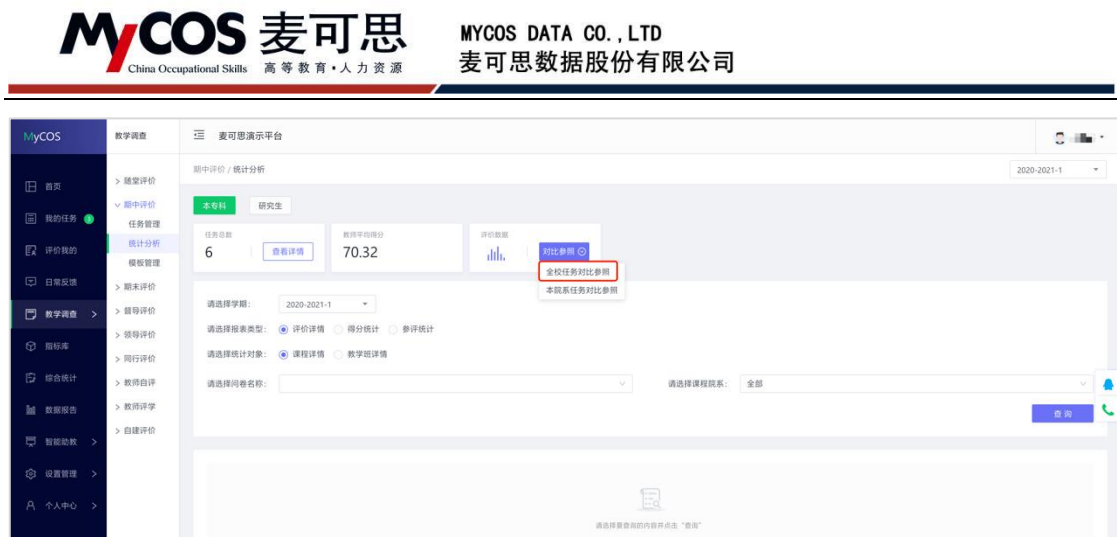 MyCOS 麦可思
China Occupational Skills 高等教育·人力资源
MYCOS DATA CO.,LTD
麦可思数据股份有限公司
MyCOS
首页
我的任务
评价我的
日常反馈
教学调查 >
指标库
综合统计
数据报告
智能助教 >
设置管理 >
个人中心 >
教学调查
> 随堂评价
期中评价
任务管理
统计分析
模板管理
> 期末评价
> 督导评价
> 领导评价
> 同行评价
> 教师自评
> 教师评学
> 自建评价
麦可思演示平台
期中评价 / 统计分析
2020-2021-1
本专科 研究生
任务总数
6 查看详情
教师平均得分
70.32
评价数据
对比参照
全校任务对比参照
本院系任务对比参照
请选择学期: 2020-2021-1
请选择报表类型: 评价详情 得分统计 参评统计
请选择统计对象: 课程详情 教学班详情
请选择问卷名称: 请选择课程院系: 全部
查 询
请选择要查询的内容并点击“查询”